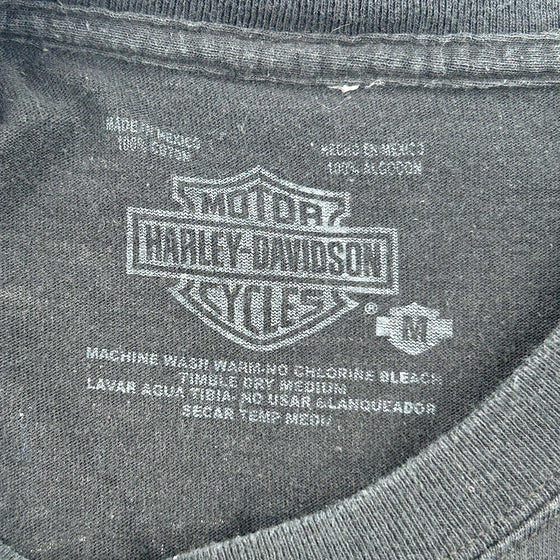 MADE IN MEXICO
100% COTTON
HECHO EN MEXICO
100% ALGODON
MOTOR
HARLEY-DAVIDSON
CYCLES
®
M
MACHINE WASH WARM-NO CHLORINE BLEACH
TUMBLE DRY MEDIUM
LAVAR AGUA TIBIA-NO USAR BLANQUEADOR
SECAR TEMP MEDI